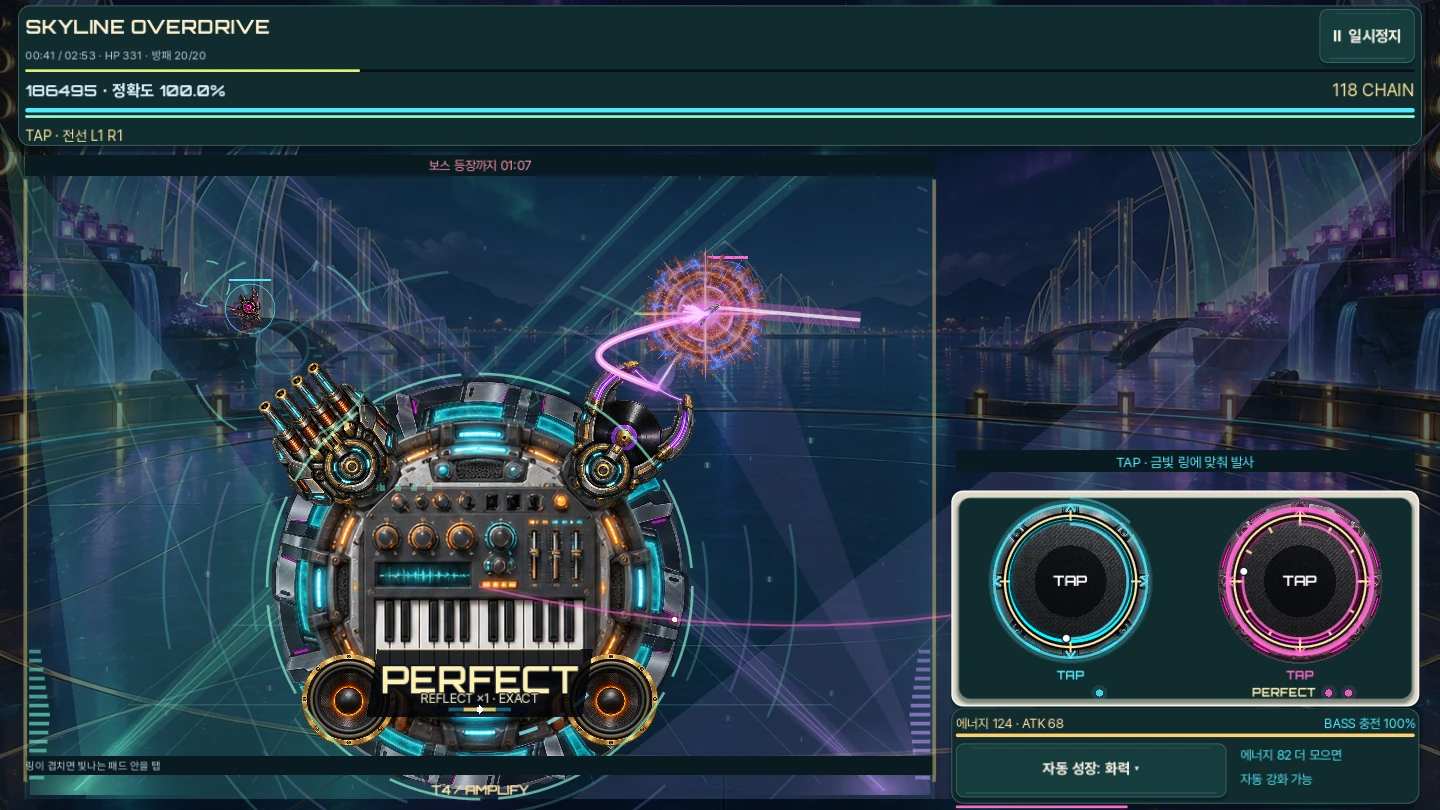 SKYLINE OVERDRIVE
00:41 / 02:53 · HP 331 · 방패 20/20
일시정지
186495 · 정확도 100.0%
118 CHAIN
TAP · 전선 L1 R1
보스 등장까지 01:07
TAP · 금빛 링에 맞춰 발사
TAP
TAP
TAP
TAP
PERFECT
PERFECT
REFLECT ×1 · EXACT
에너지 124 · ATK 68
BASS 충전 100%
자동 성장: 화력
에너지 82 더 모으면
자동 강화 가능
링이 겹치면 빛나는 패드 안을 탭
T4 / AMPLIFY